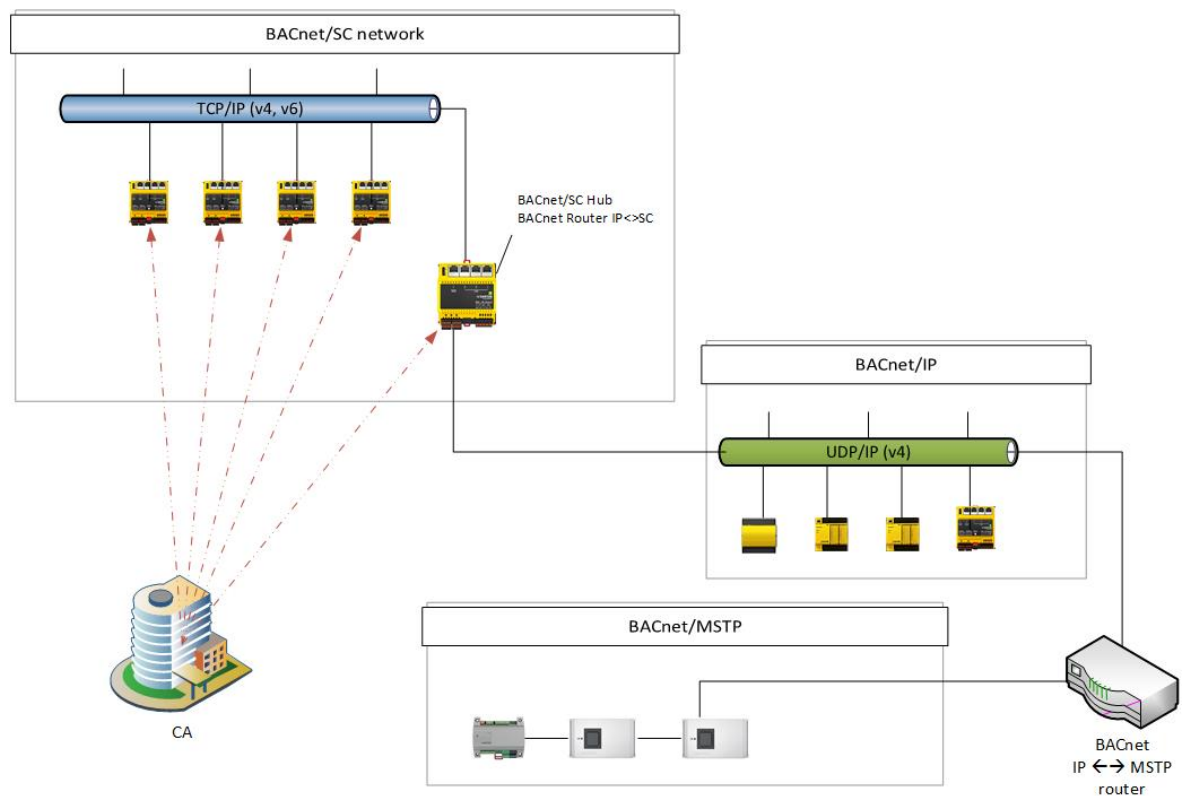 BACnet/SC network
TCP/IP (v4, v6)
BACnet/SC Hub
BACnet Router IP<>SC
BACnet/IP
UDP/IP (v4)
BACnet/MSTP
CA
BACnet
IP ←→ MSTP
router